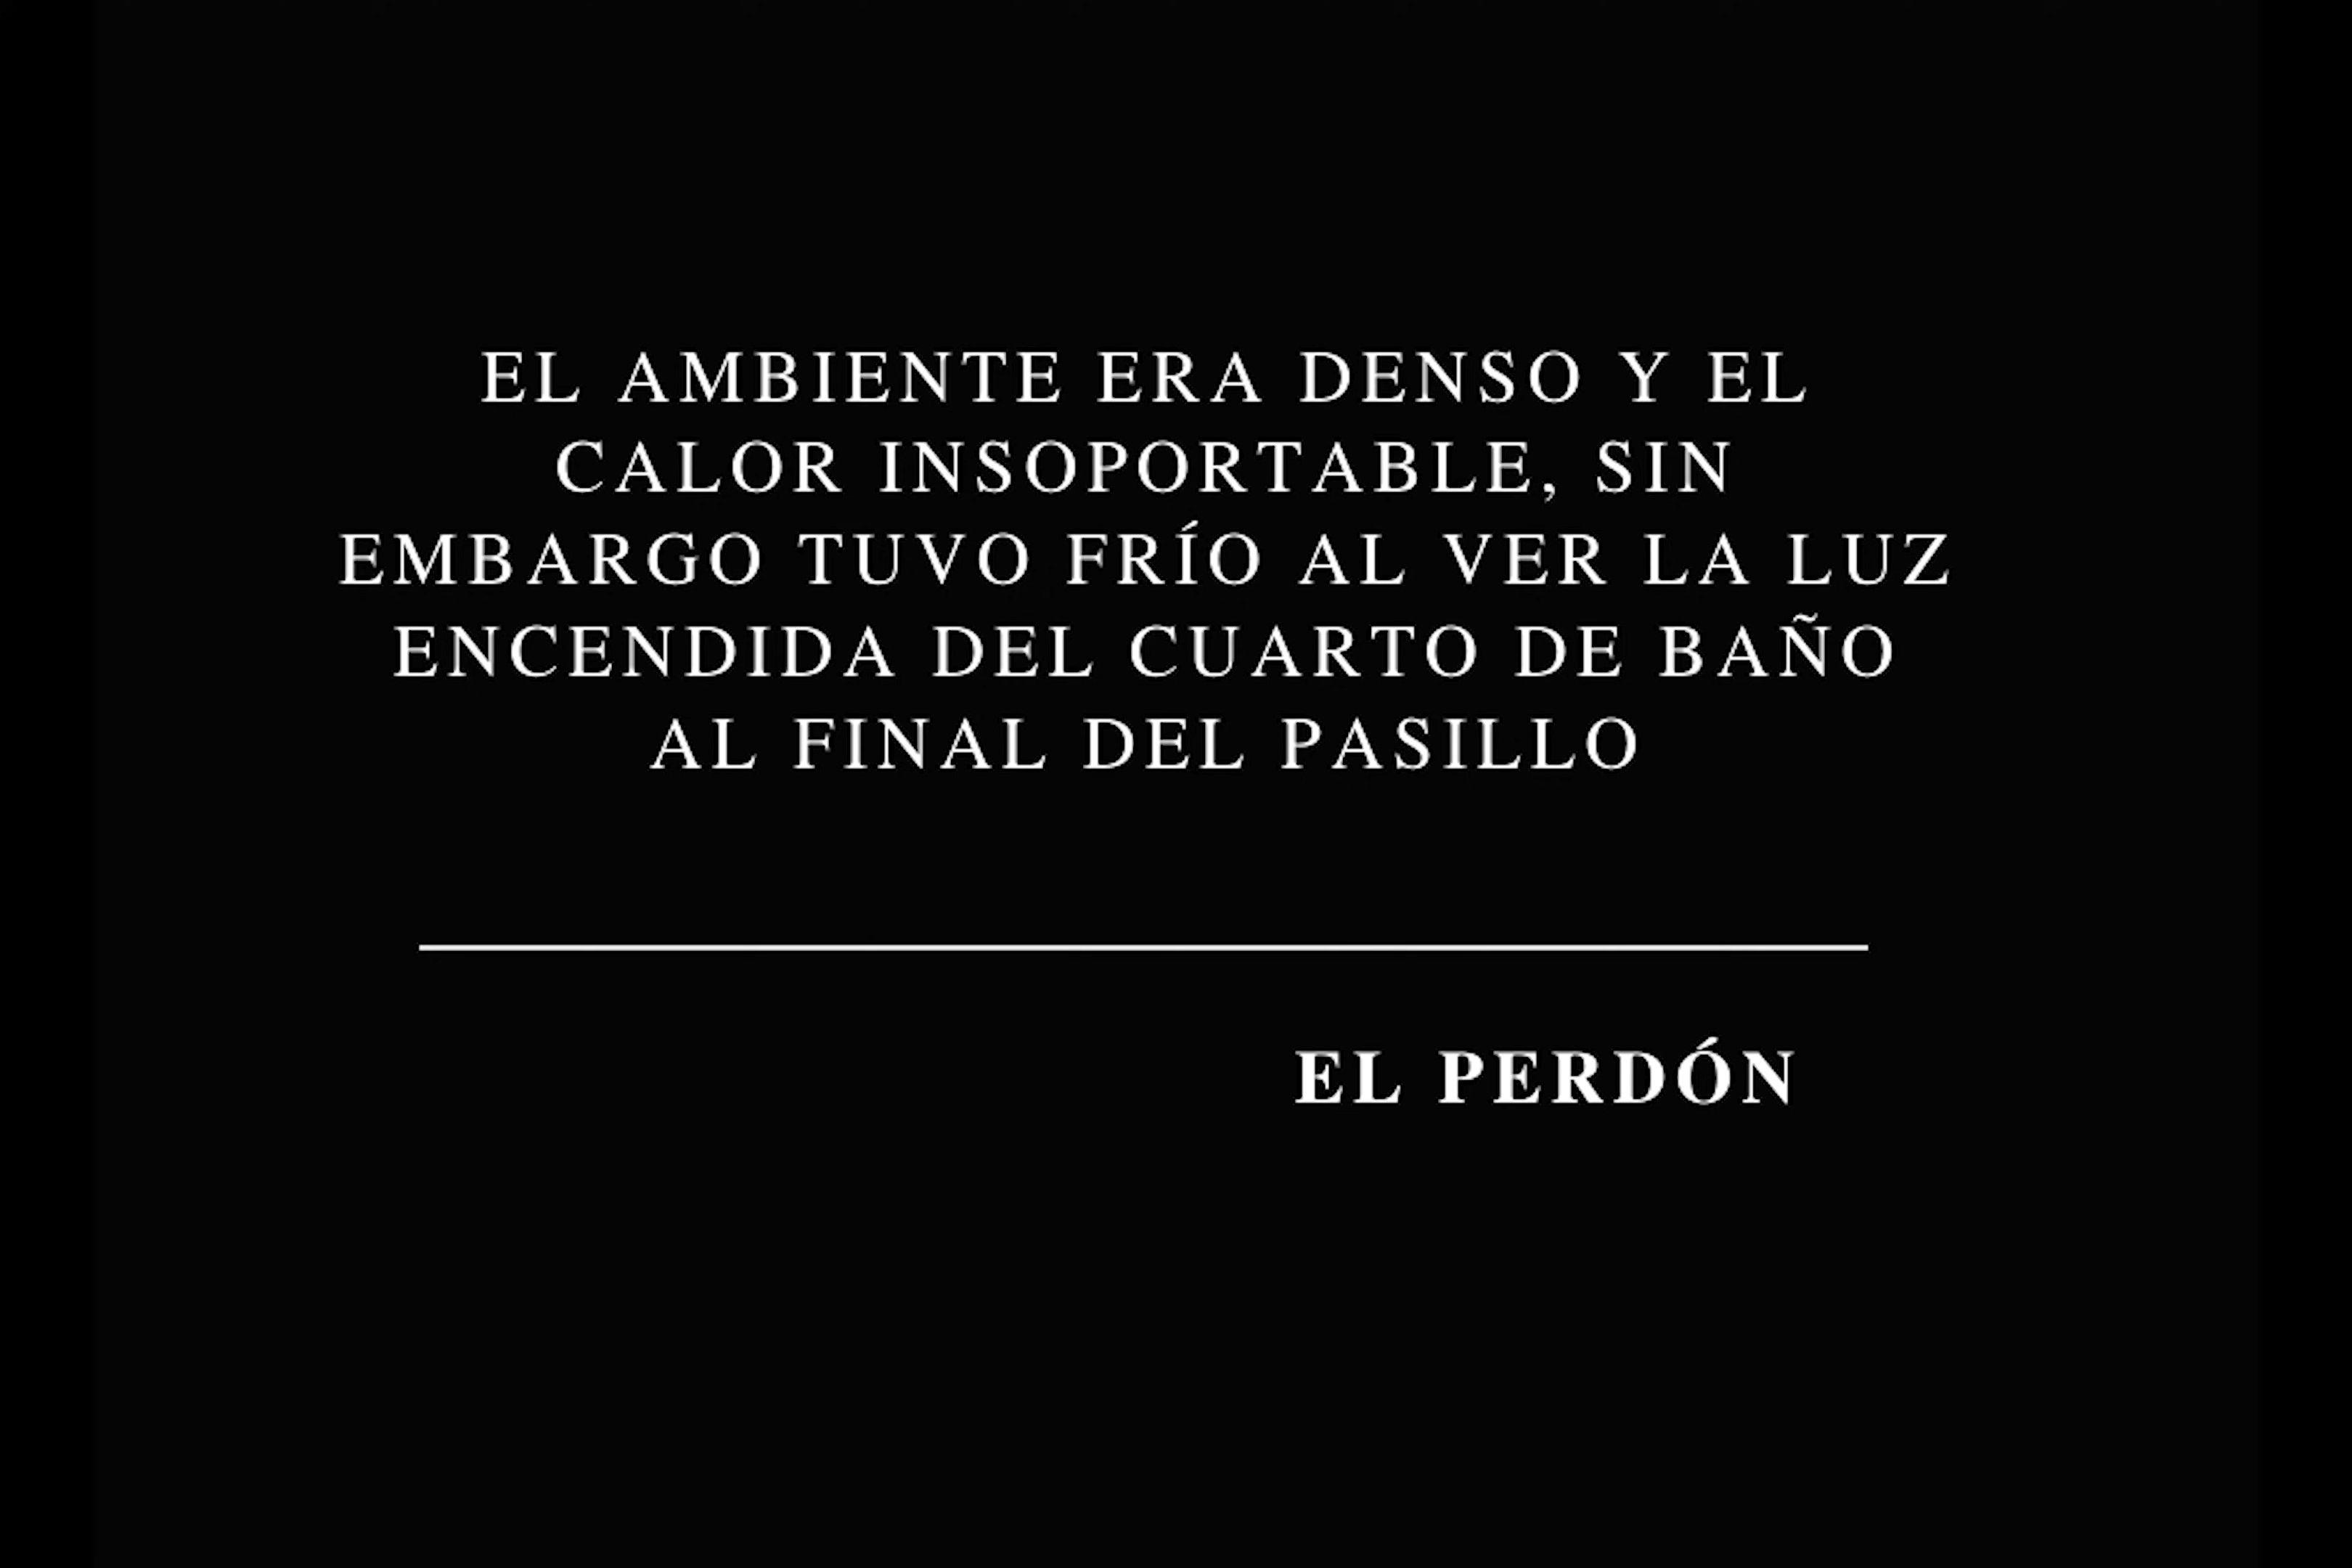 EL AMBIENTE ERA DENSO Y EL
CALOR INSOPORTABLE, SIN
EMBARGO TUVO FRÍO AL VER LA LUZ
ENCENDIDA DEL CUARTO DE BAÑO
AL FINAL DEL PASILLO
EL PERDÓN